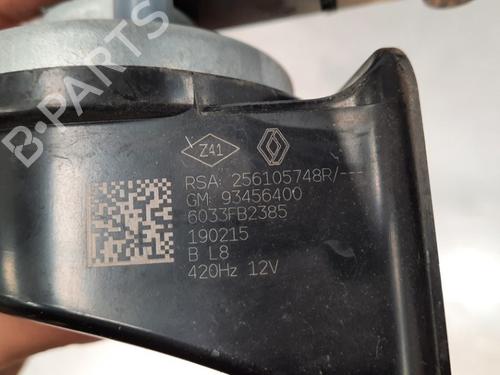 B-PARTS
Z41
RSA: 256105748R/---
GM: 93456400
6033FB2385
190215
B L8
420Hz 12V